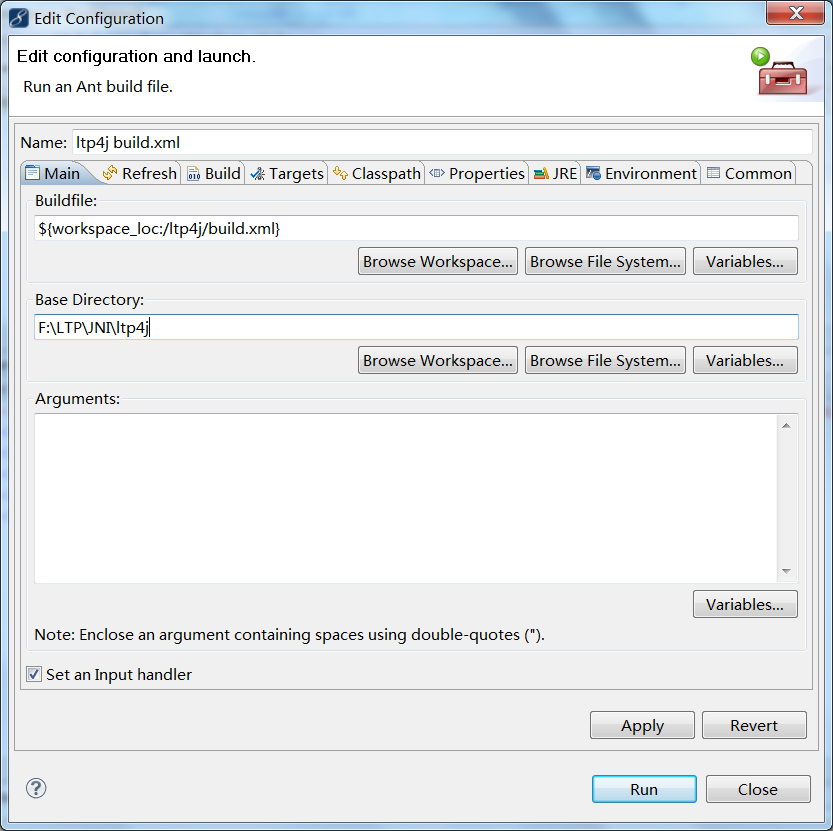 Edit Configuration
Edit configuration and launch.
Run an Ant build file.
Name: ltp4j build.xml
Main Refresh Build Targets Classpath Properties JRE Environment Common
Buildfile:
${workspace_loc:/ltp4j/build.xml}
Browse Workspace... Browse File System... Variables...
Base Directory:
F:\LTP\JNI\ltp4j
Browse Workspace... Browse File System... Variables...
Arguments:
Variables...
Note: Enclose an argument containing spaces using double-quotes (").
Set an Input handler
Apply Revert
Run Close